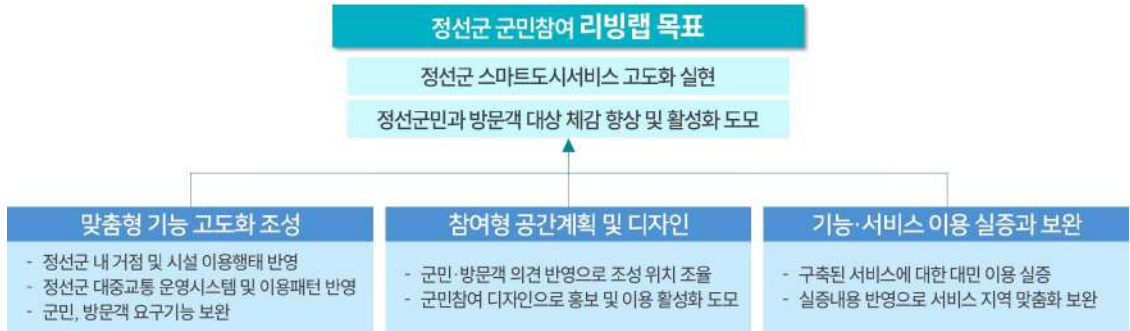 정선군 군민참여 리빙랩 목표
정선군 스마트도시서비스 고도화 실현
정선군민과 방문객 대상 체감 향상 및 활성화 도모
맞춤형 기능 고도화 조성
- 정선군 내 거점 및 시설 이용행태 반영
- 정선군 대중교통 운영시스템 및 이용패턴 반영
- 군민, 방문객 요구기능 보완
참여형 공간계획 및 디자인
- 군민·방문객 의견 반영으로 조성 위치 조율
- 군민참여 디자인으로 홍보 및 이용 활성화 도모
기능·서비스 이용 실증과 보완
- 구축된 서비스에 대한 대민 이용 실증
- 실증내용 반영으로 서비스 지역 맞춤화 보완